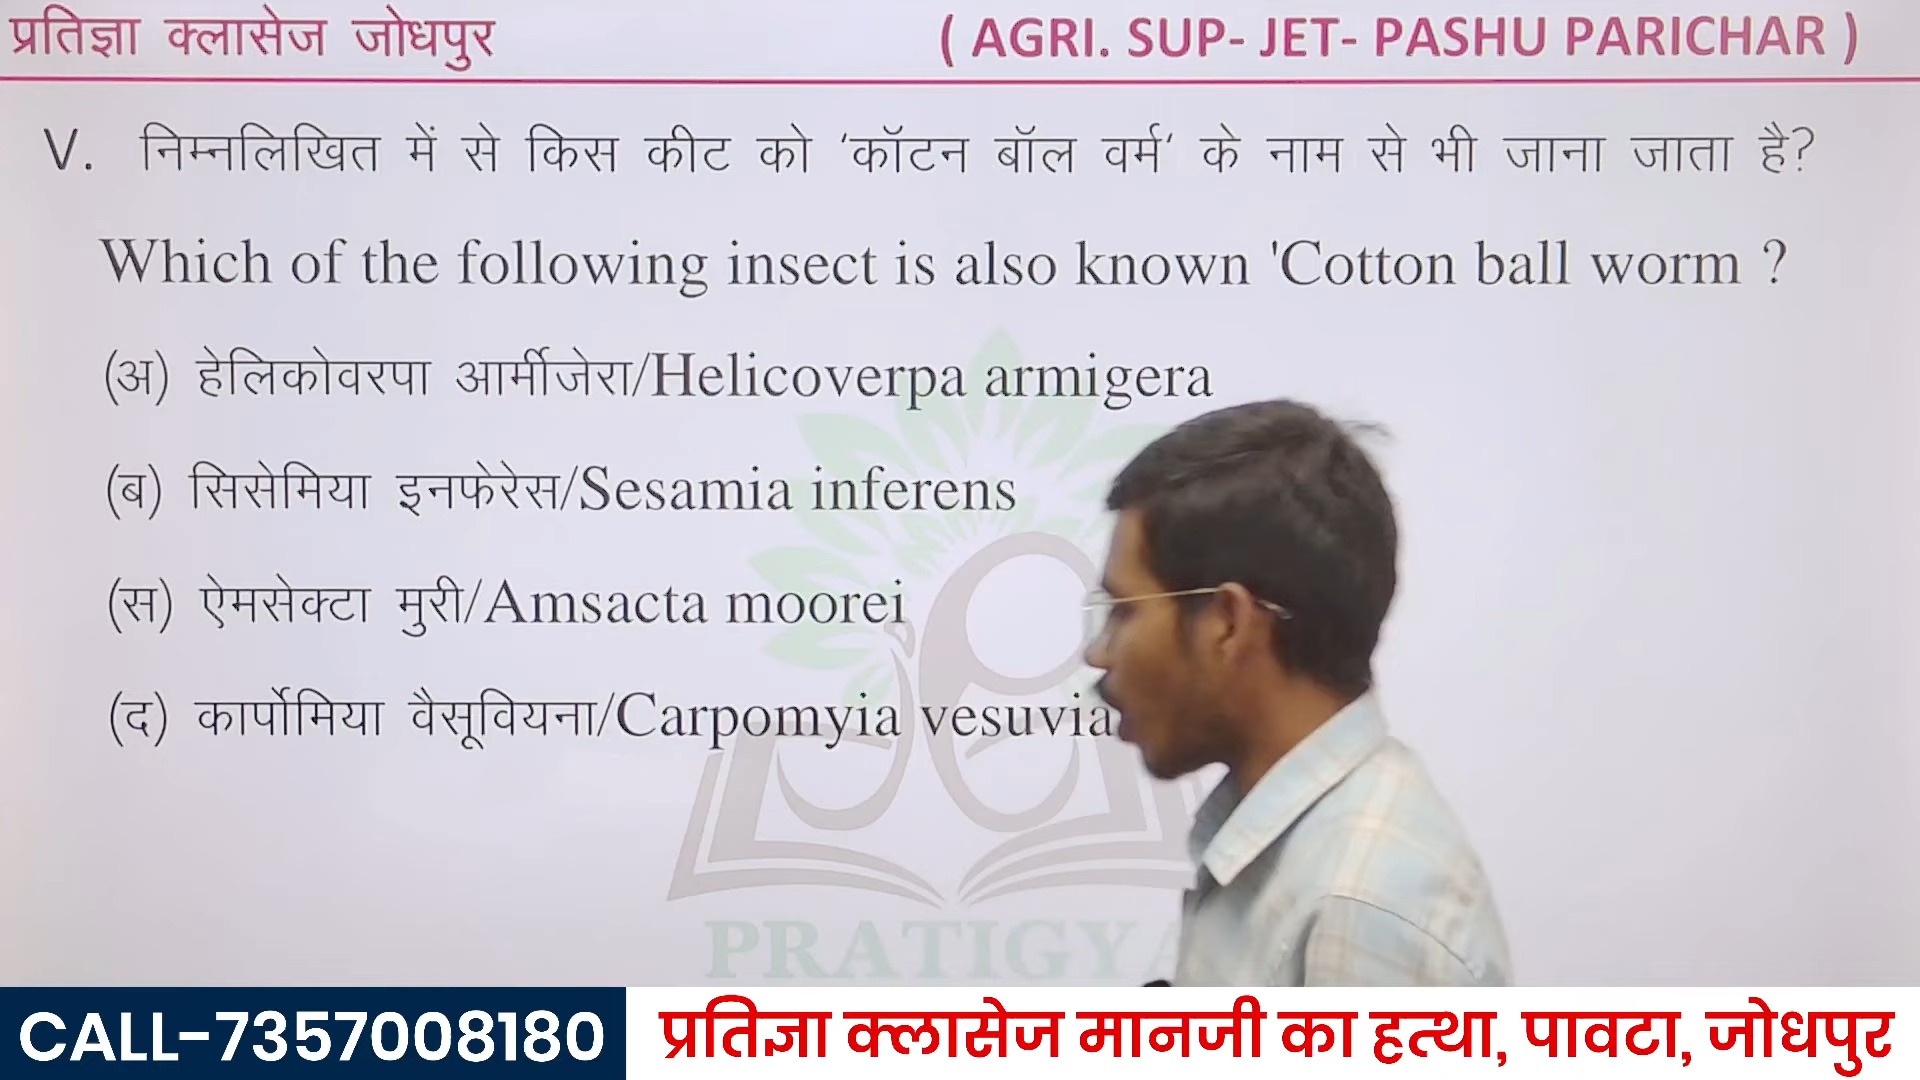 प्रतिज्ञा क्लासेज जोधपुर
( AGRI. SUP- JET- PASHU PARICHAR )
V. निम्नलिखित में से किस कीट को ‘कॉटन बॉल वर्म‘ के नाम से भी जाना जाता है?
Which of the following insect is also known 'Cotton ball worm ?
(अ) हेलिकोवरपा आर्मीजेरा/Helicoverpa armigera
(ब) सिसेमिया इनफेरेस/Sesamia inferens
(स) ऐमसेक्टा मुरी/Amsacta moorei
(द) कार्पोमिया वैसूवियना/Carpomyia vesuvia
PRATIGYA
CALL-7357008180
प्रतिज्ञा क्लासेज मानजी का हत्था, पावटा, जोधपुर